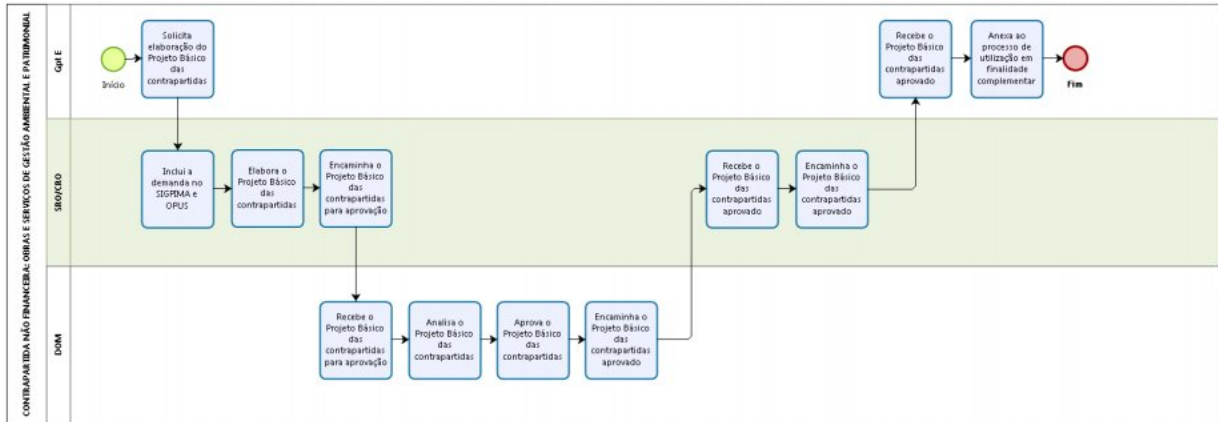 CONTRAPARTIDA NÃO FINANCEIRA: OBRAS E SERVIÇOS DE GESTÃO AMBIENTAL E PATRIMONIAL
Gpt E
Início
Solicita
elaboração do
Projeto Básico
das
contrapartidas
Recebe o
Projeto Básico
das
contrapartidas
aprovado
Anexa ao
processo de
utilização em
finalidade
complementar
Fim
SRO/CRO
Inclui a
demanda no
SIGPIMA e
OPUS
Elabora o
Projeto Básico
das
contrapartidas
Encaminha o
Projeto Básico
das
contrapartidas
para aprovação
Recebe o
Projeto Básico
das
contrapartidas
aprovado
Encaminha o
Projeto Básico
das
contrapartidas
aprovado
DOM
Recebe o
Projeto Básico
das
contrapartidas
para aprovação
Analisa o
Projeto Básico
das
contrapartidas
Aprova o
Projeto Básico
das
contrapartidas
Encaminha o
Projeto Básico
das
contrapartidas
aprovado